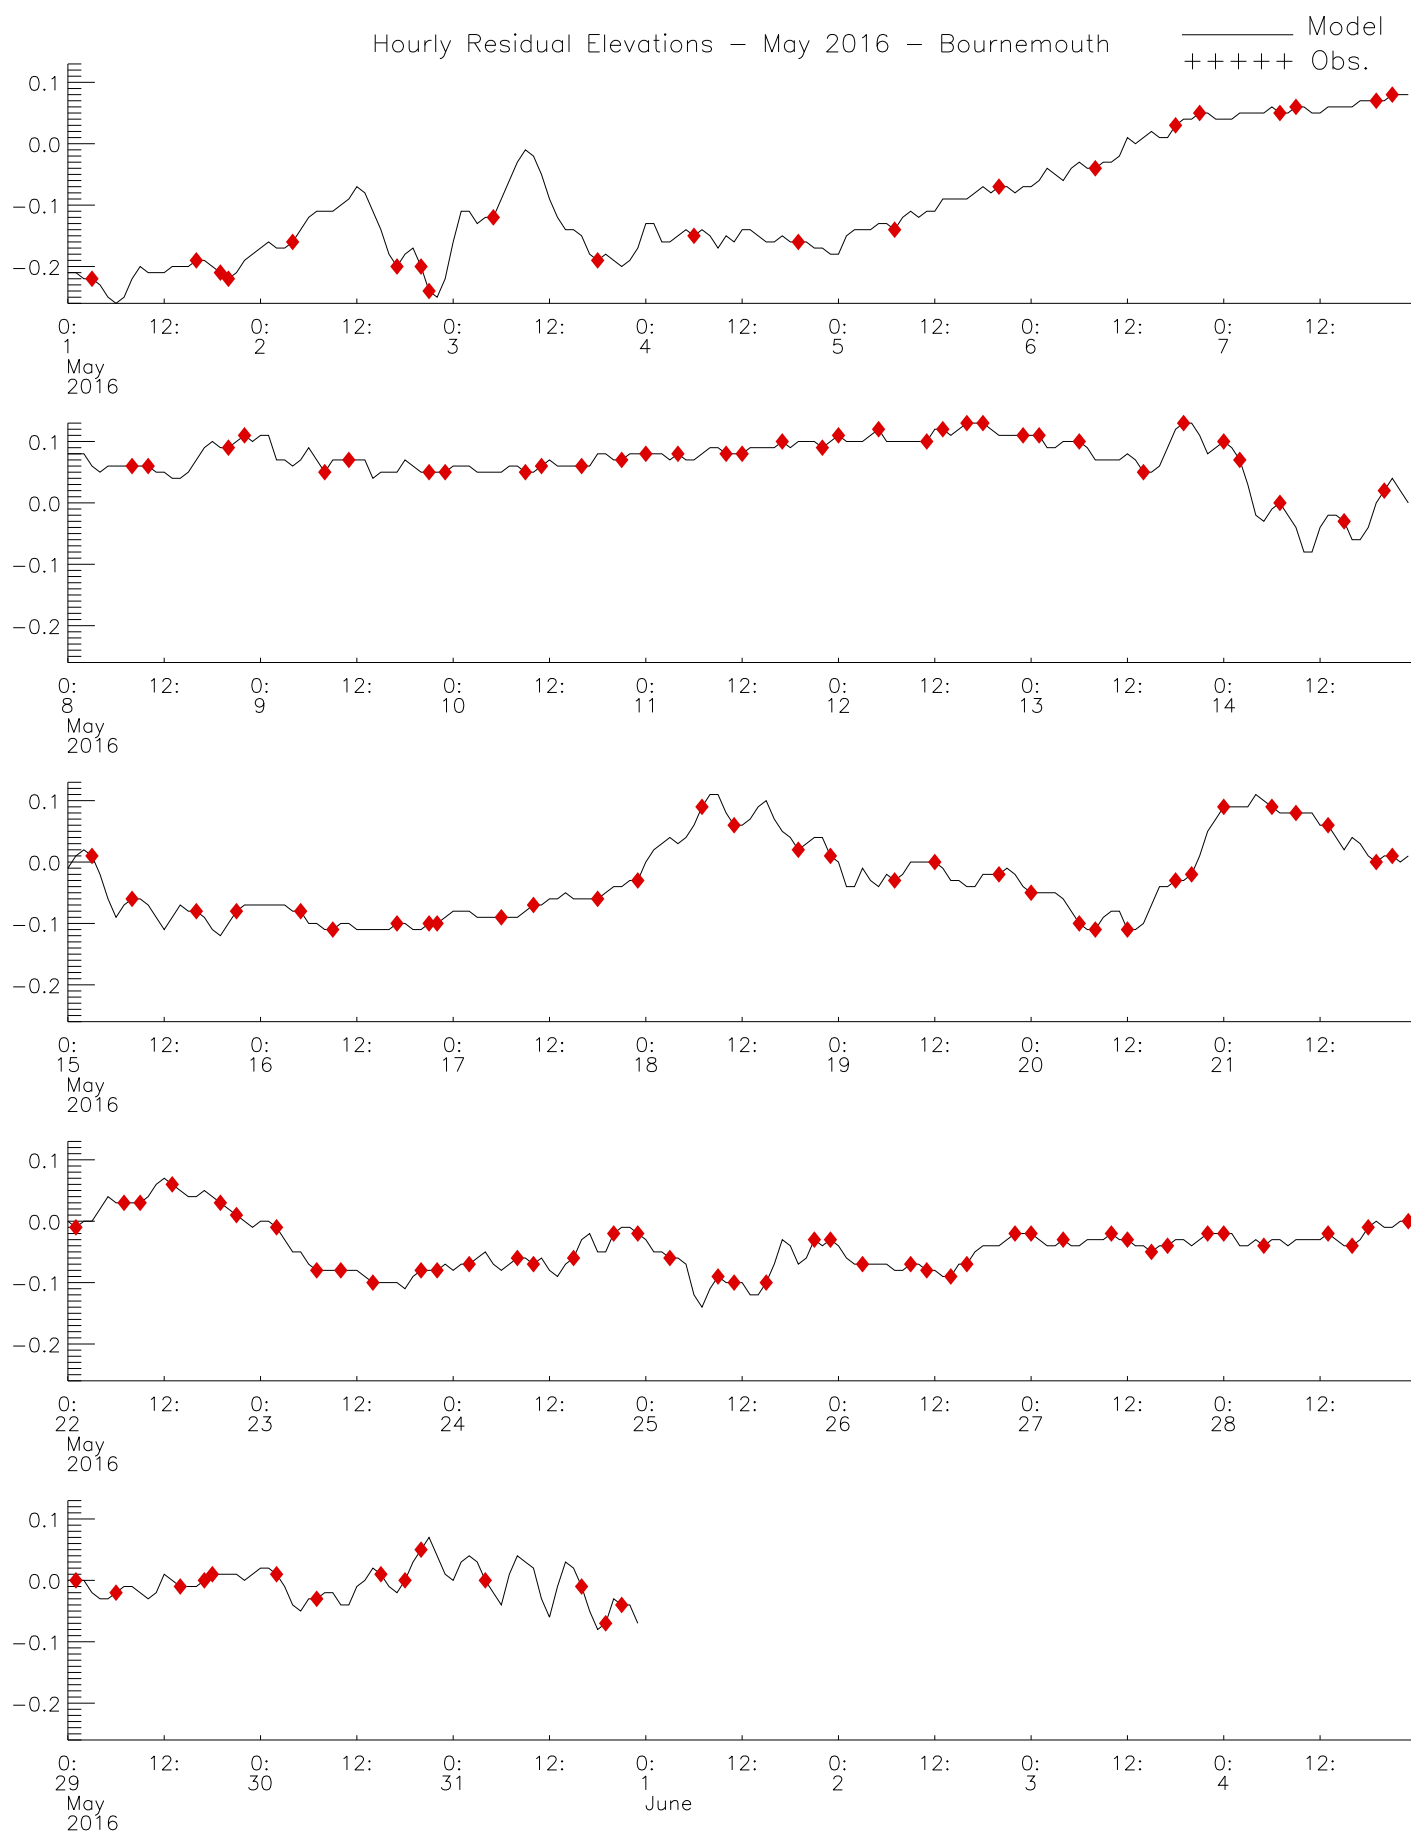 Hourly Residual Elevations – May 2016 – Bournemouth
Model
+++++ Obs.
0.1
0.0
−0.1
−0.2
0: 12: 0: 12: 0: 12: 0: 12: 0: 12: 0: 12: 0: 12:
1 2 3 4 5 6 7
May
2016
0.1
0.0
−0.1
−0.2
0: 12: 0: 12: 0: 12: 0: 12: 0: 12: 0: 12: 0: 12:
8 9 10 11 12 13 14
May
2016
0.1
0.0
−0.1
−0.2
0: 12: 0: 12: 0: 12: 0: 12: 0: 12: 0: 12: 0: 12:
15 16 17 18 19 20 21
May
2016
0.1
0.0
−0.1
−0.2
0: 12: 0: 12: 0: 12: 0: 12: 0: 12: 0: 12: 0: 12:
22 23 24 25 26 27 28
May
2016
0.1
0.0
−0.1
−0.2
0: 12: 0: 12: 0: 12: 0: 12: 0: 12: 0: 12: 0: 12:
29 30 31 1 2 3 4
May June
2016